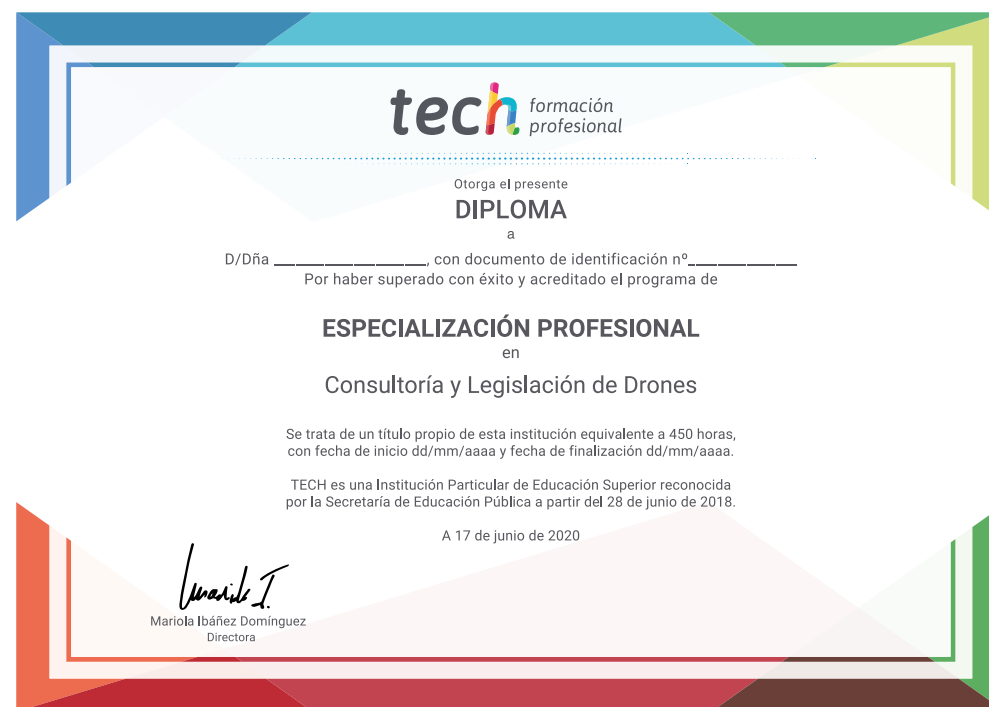 tech formación
profesional
Otorga el presente
DIPLOMA
a
D/Dña __________________, con documento de identificación nº_____________
Por haber superado con éxito y acreditado el programa de
ESPECIALIZACIÓN PROFESIONAL
en
Consultoría y Legislación de Drones
Se trata de un título propio de esta institución equivalente a 450 horas,
con fecha de inicio dd/mm/aaaa y fecha de finalización dd/mm/aaaa.
TECH es una Institución Particular de Educación Superior reconocida
por la Secretaría de Educación Pública a partir del 28 de junio de 2018.
A 17 de junio de 2020
Mariola Ibáñez Domínguez
Directora